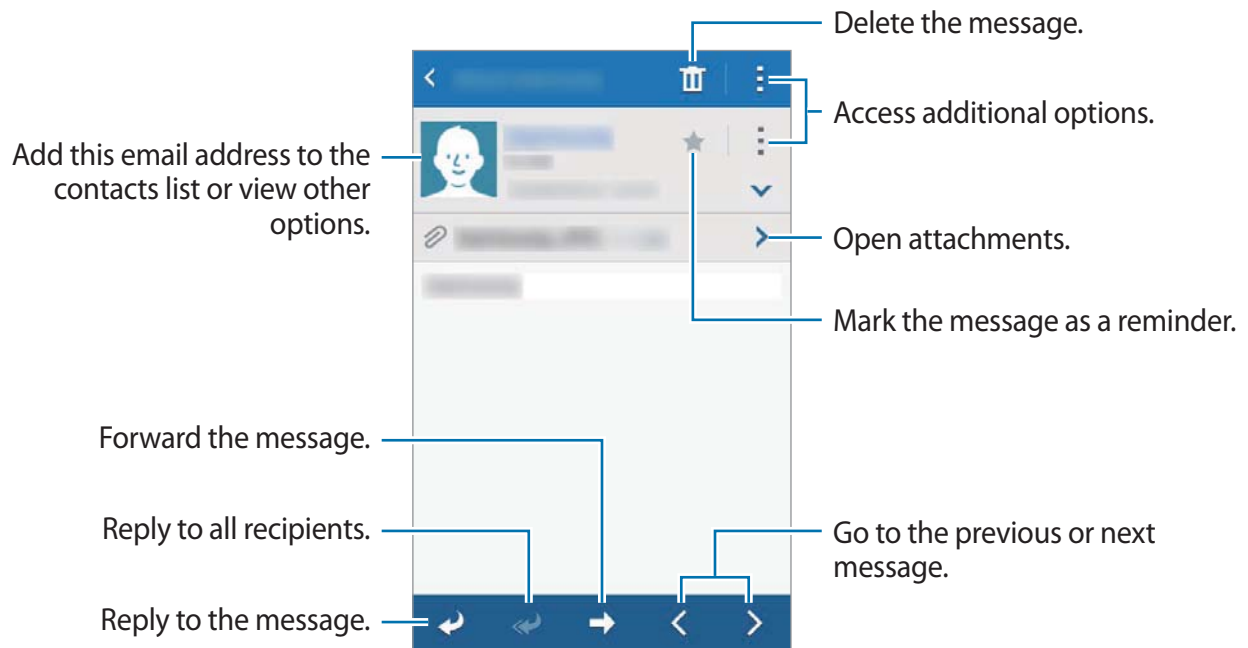 Delete the message.
Access additional options.
Add this email address to the
contacts list or view other
options.
Open attachments.
Mark the message as a reminder.
Forward the message.
Reply to all recipients.
Go to the previous or next
message.
Reply to the message.